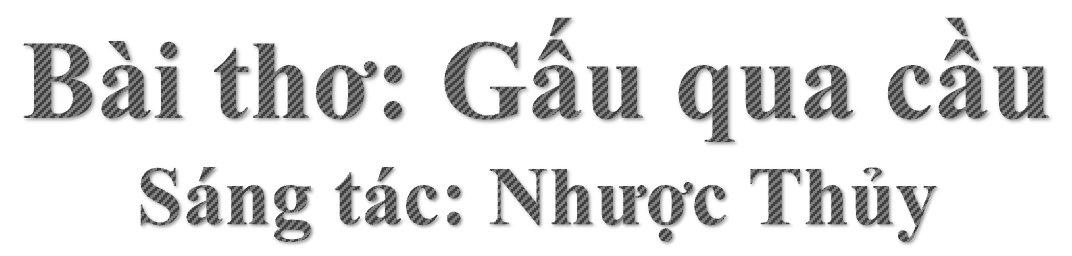 Bài thơ: Gấu qua cầu
Sáng tác: Nhược Thủy